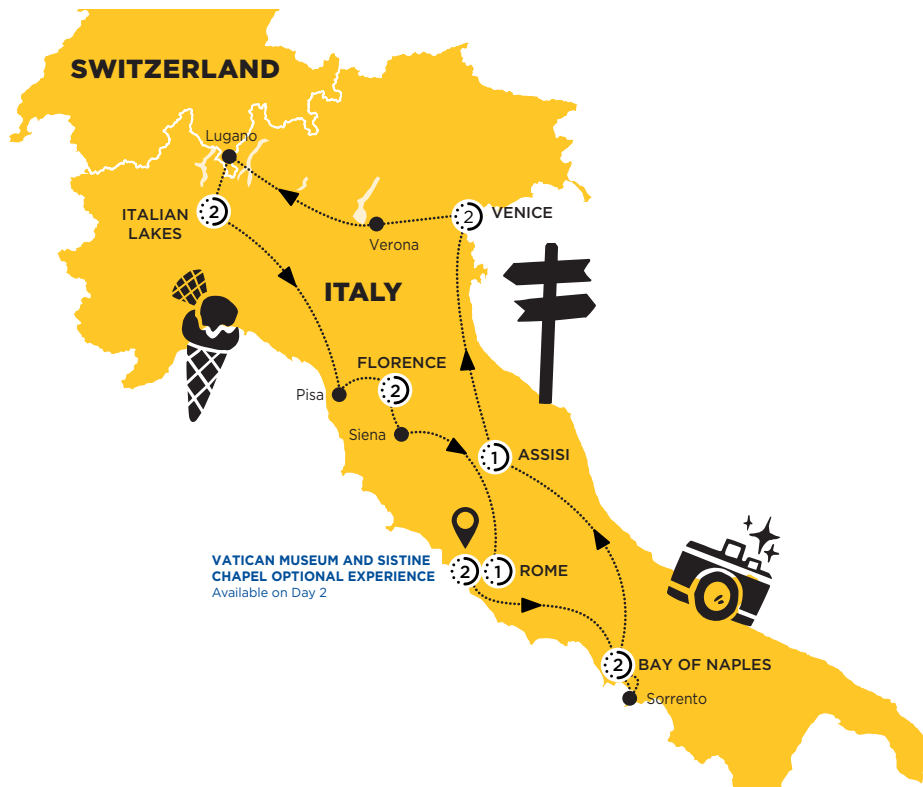 SWITZERLAND
Lugano
ITALIAN
LAKES
2
2
VENICE
Verona
ITALY
FLORENCE
2
Pisa
Siena
1
ASSISI
VATICAN MUSEUM AND SISTINE
CHAPEL OPTIONAL EXPERIENCE
Available on Day 2
2
1
ROME
2
BAY OF NAPLES
Sorrento